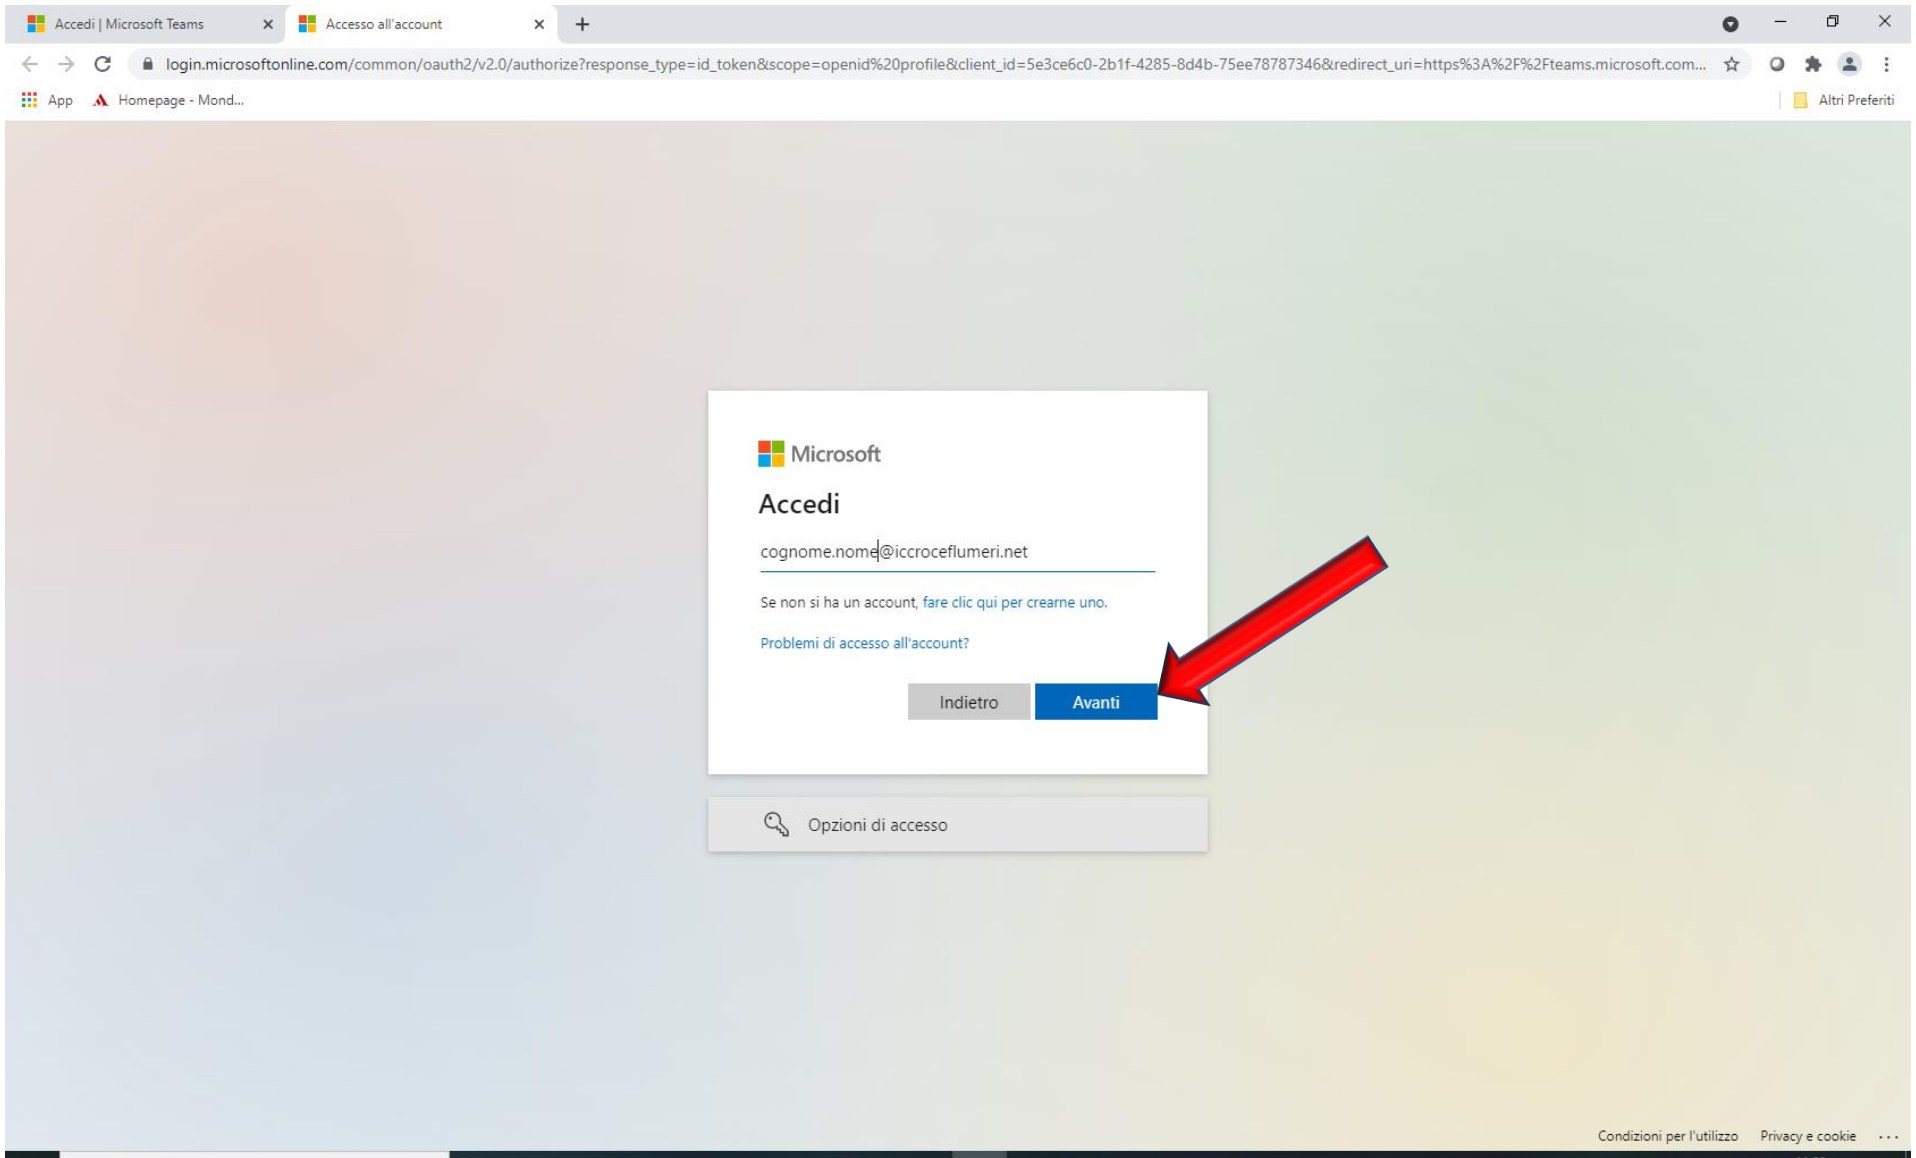 Accedi | Microsoft Teams
Accesso all'account
login.microsoftonline.com/common/oauth2/v2.0/authorize?response_type=id_token&scope=openid%20profile&client_id=5e3ce6c0-2b1f-4285-8d4b-75ee78787346&redirect_uri=https%3A%2F%2Fteams.microsoft.com...
App
Homepage - Mond...
Altri Preferiti
Microsoft
Accedi
cognome.nome@iccroceflumeri.net
Se non si ha un account, fare clic qui per crearne uno.
Problemi di accesso all'account?
Indietro
Avanti
Opzioni di accesso
Condizioni per l'utilizzo
Privacy e cookie